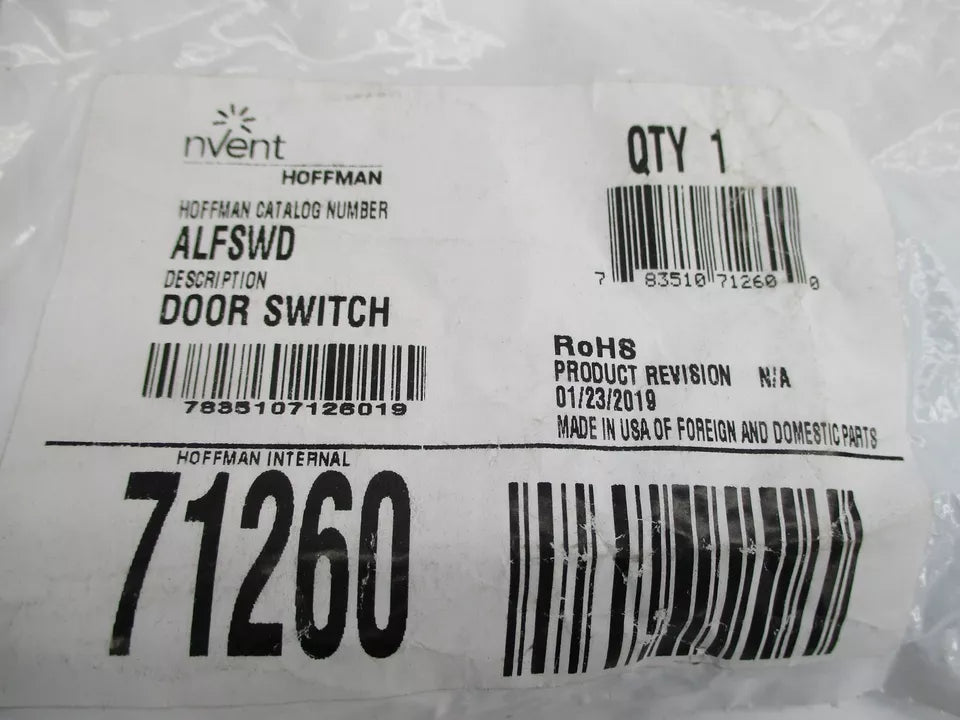 nVent
HOFFMAN
HOFFMAN CATALOG NUMBER
ALFSWD
DESCRIPTION
DOOR SWITCH
7835107126019
QTY 1
7 83510 71260 0
RoHS
PRODUCT REVISION N/A
01/23/2019
MADE IN USA OF FOREIGN AND DOMESTIC PARTS
HOFFMAN INTERNAL
71260